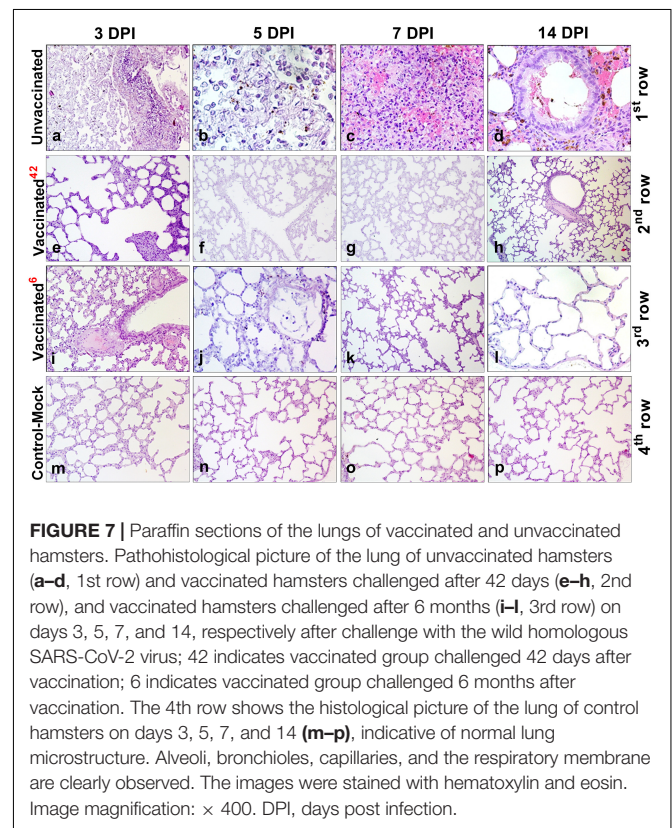 3 DPI 5 DPI 7 DPI 14 DPI
Unvaccinated a b c d 1st row
Vaccinated42 e f g h 2nd row
Vaccinated6 i j k l 3rd row
Control-Mock m n o p 4th row
FIGURE 7 | Paraffin sections of the lungs of vaccinated and unvaccinated
hamsters. Pathohistological picture of the lung of unvaccinated hamsters
(a–d, 1st row) and vaccinated hamsters challenged after 42 days (e–h, 2nd
row), and vaccinated hamsters challenged after 6 months (i–l, 3rd row) on
days 3, 5, 7, and 14, respectively after challenge with the wild homologous
SARS-CoV-2 virus; 42 indicates vaccinated group challenged 42 days after
vaccination; 6 indicates vaccinated group challenged 6 months after
vaccination. The 4th row shows the histological picture of the lung of control
hamsters on days 3, 5, 7, and 14 (m–p), indicative of normal lung
microstructure. Alveoli, bronchioles, capillaries, and the respiratory membrane
are clearly observed. The images were stained with hematoxylin and eosin.
Image magnification: × 400. DPI, days post infection.